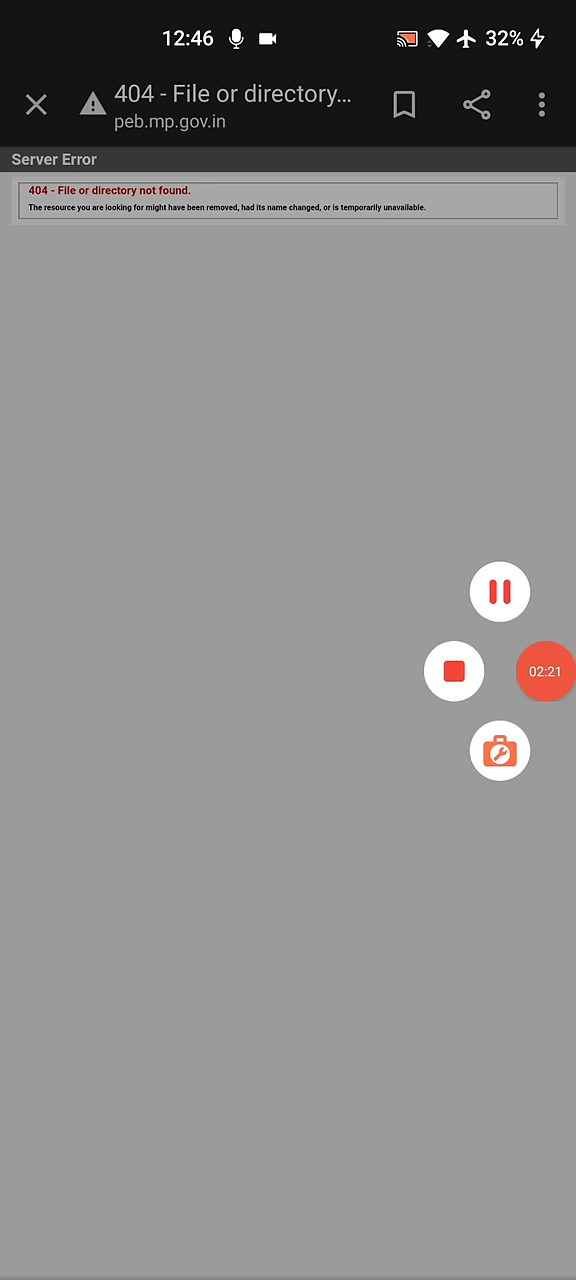 12:46
32%
404 - File or directory...
peb.mp.gov.in
Server Error
404 - File or directory not found.
The resource you are looking for might have been removed, had its name changed, or is temporarily unavailable.
02:21